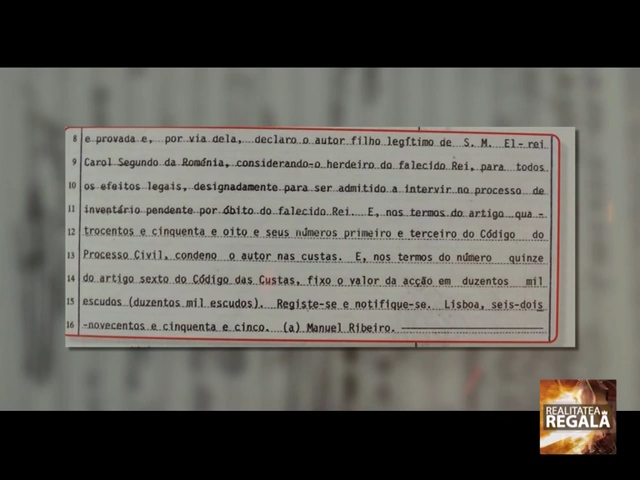 8 e provada e, por via dela, declaro o autor filho legítimo de S. M. El-rei
9 Carol Segundo da Roménia, considerando-o herdeiro do falecido Rei, para todos
10 os efeitos legais, designadamente para ser admitido a intervir no processo de
11 inventário pendente por óbito do falecido Rei. E, nos termos do artigo qua-
12 trocentos e cinquenta e oito e seus números primeiro e terceiro do Código do
13 Processo Civil, condeno o autor nas custas. E, nos termos do número quinze
14 do artigo sexto do Código das Custas, fixo o valor da acção em duzentos mil
15 escudos (duzentos mil escudos). Registe-se e notifique-se. Lisboa, seis-dois
16 -novecentos e cinquenta e cinco. (a) Manuel Ribeiro.
REALITATEA
REGALĂ